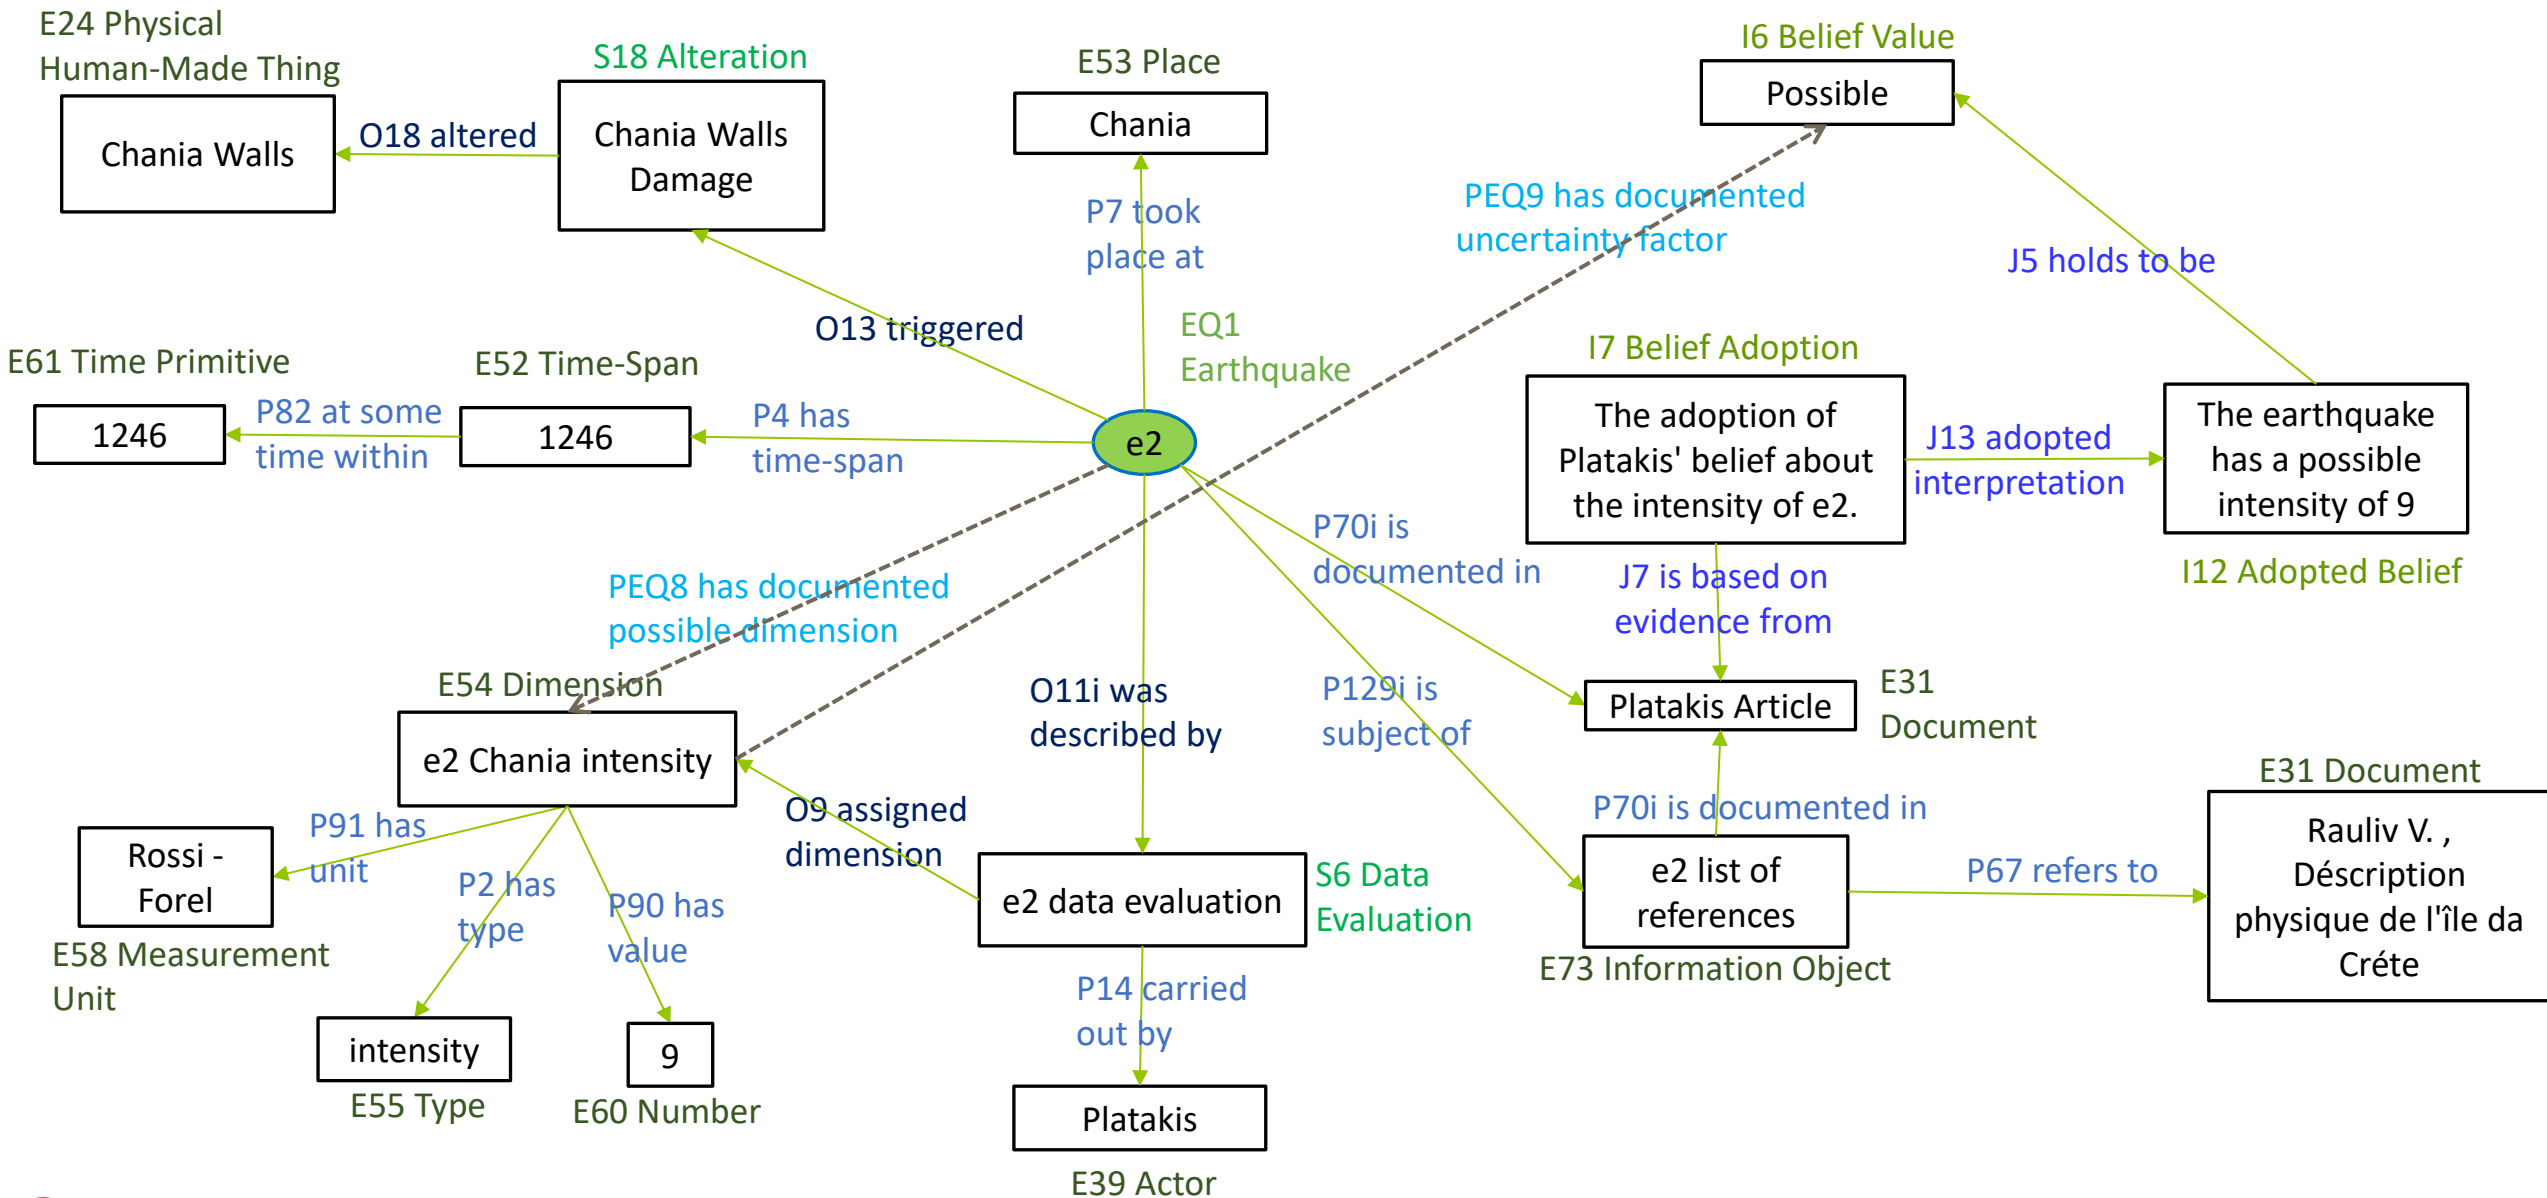 E24 Physical
Human-Made Thing
S18 Alteration
E53 Place
I6 Belief Value
Chania Walls
O18 altered
Chania Walls
Damage
Chania
Possible
P7 took
place at
PEQ9 has documented
uncertainty factor
J5 holds to be
O13 triggered
EQ1
Earthquake
E61 Time Primitive
E52 Time-Span
I7 Belief Adoption
1246
P82 at some
time within
1246
P4 has
time-span
e2
The adoption of
Platakis' belief about
the intensity of e2.
J13 adopted
interpretation
The earthquake
has a possible
intensity of 9
I12 Adopted Belief
P70i is
documented in
J7 is based on
evidence from
PEQ8 has documented
possible dimension
E54 Dimension
e2 Chania intensity
O11i was
described by
P129i is
subject of
Platakis Article
E31
Document
E31 Document
P91 has
unit
O9 assigned
dimension
P70i is documented in
Rossi -
Forel
P2 has
type
P90 has
value
e2 data evaluation
S6 Data
Evaluation
e2 list of
references
P67 refers to
Rauliv V. ,
Déscription
physique de l'île da
Créte
E58 Measurement
Unit
E73 Information Object
P14 carried
out by
intensity
9
E55 Type
E60 Number
Platakis
E39 Actor